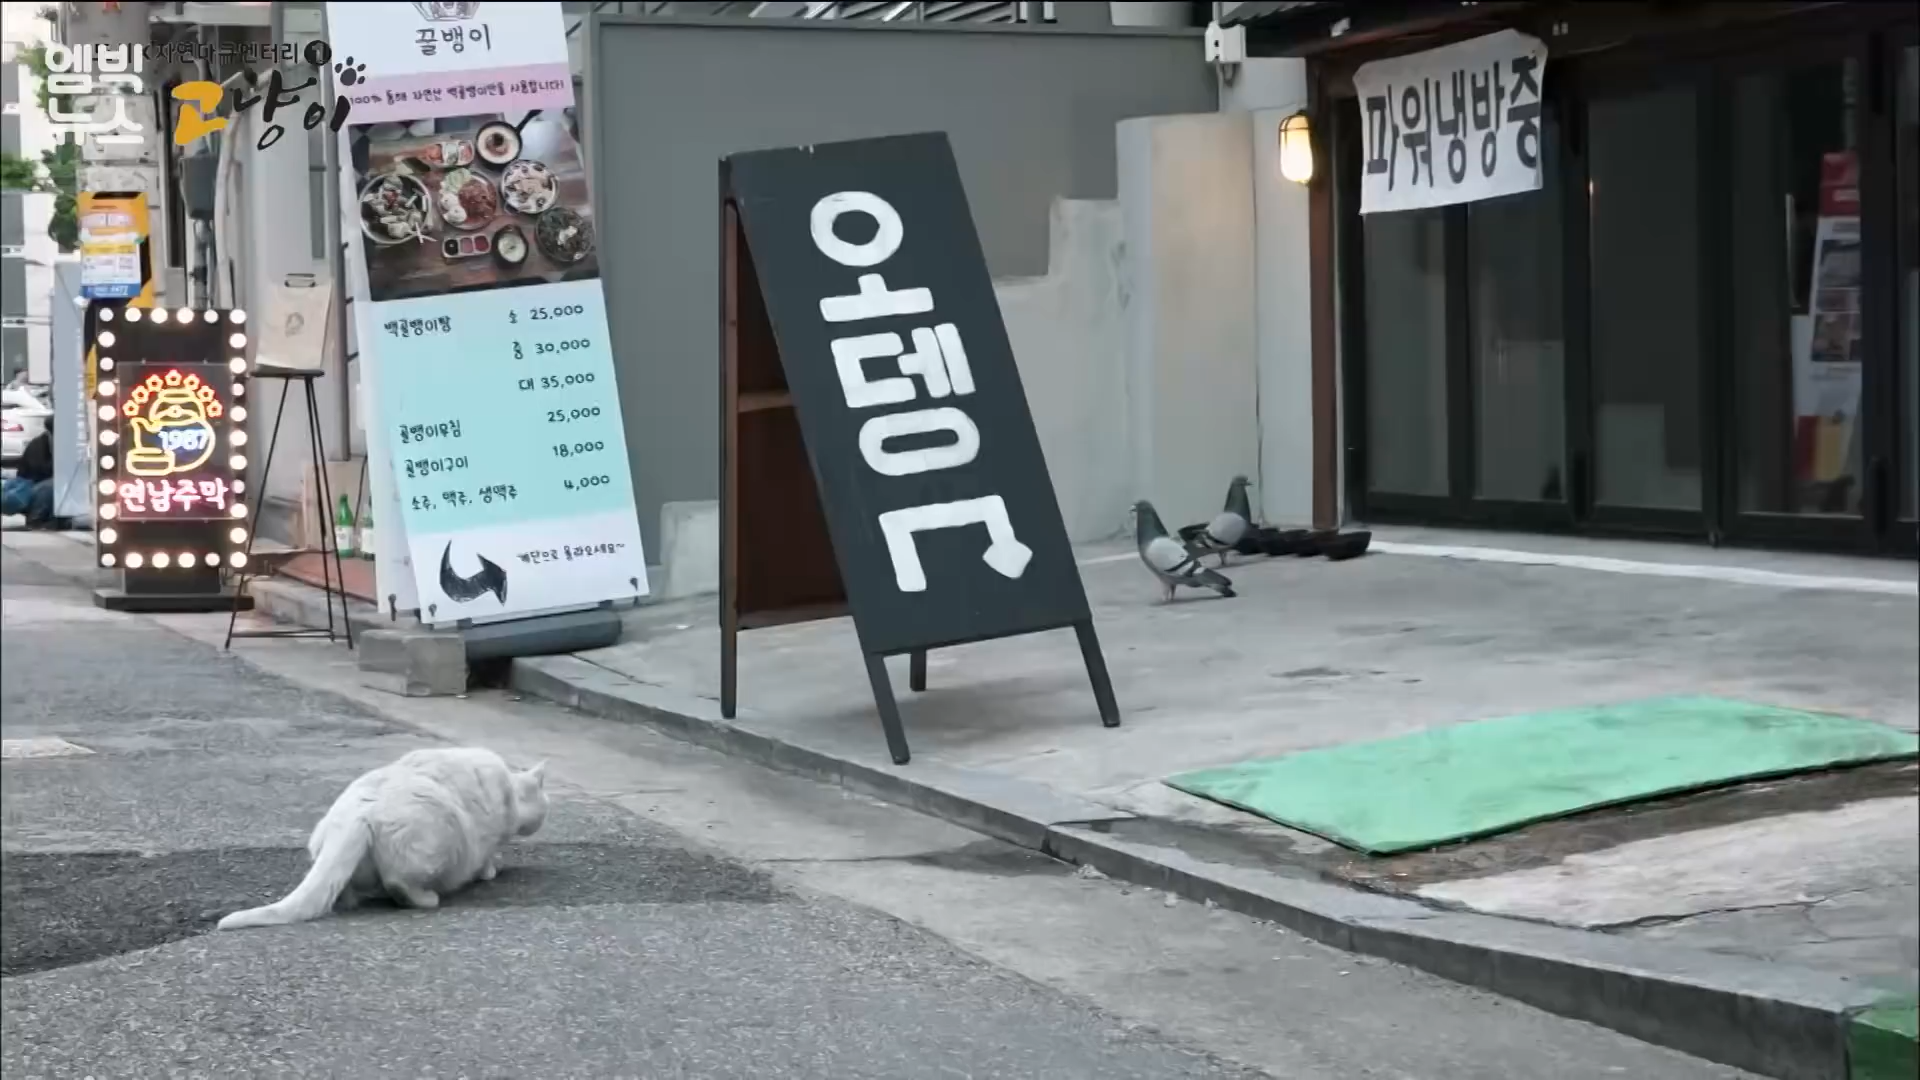 엠빅
뉴스
자연다큐멘터리 1
고양이
골뱅이
100% 동해 자연산 백골뱅이만을 사용합니다!
백골뱅이탕 소 25,000
중 30,000
대 35,000
골뱅이무침 25,000
골뱅이구이 18,000
소주, 맥주, 생맥주 4,000
계단으로 올라오세요~
1987
연남주막
오뎅
파워냉방중